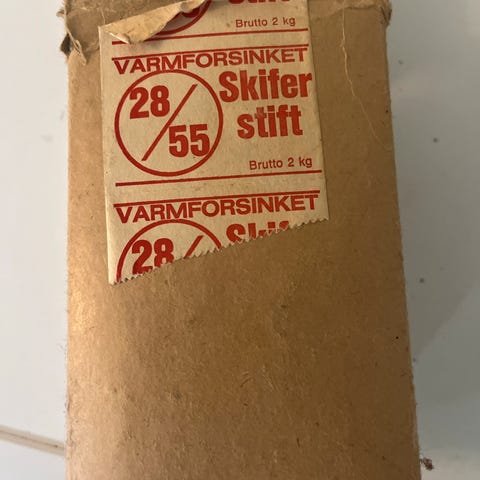 Brutto 2 kg
VARMFORSINKET
28/55 Skifer
stift
Brutto 2 kg
VARMFORSINKET
28/